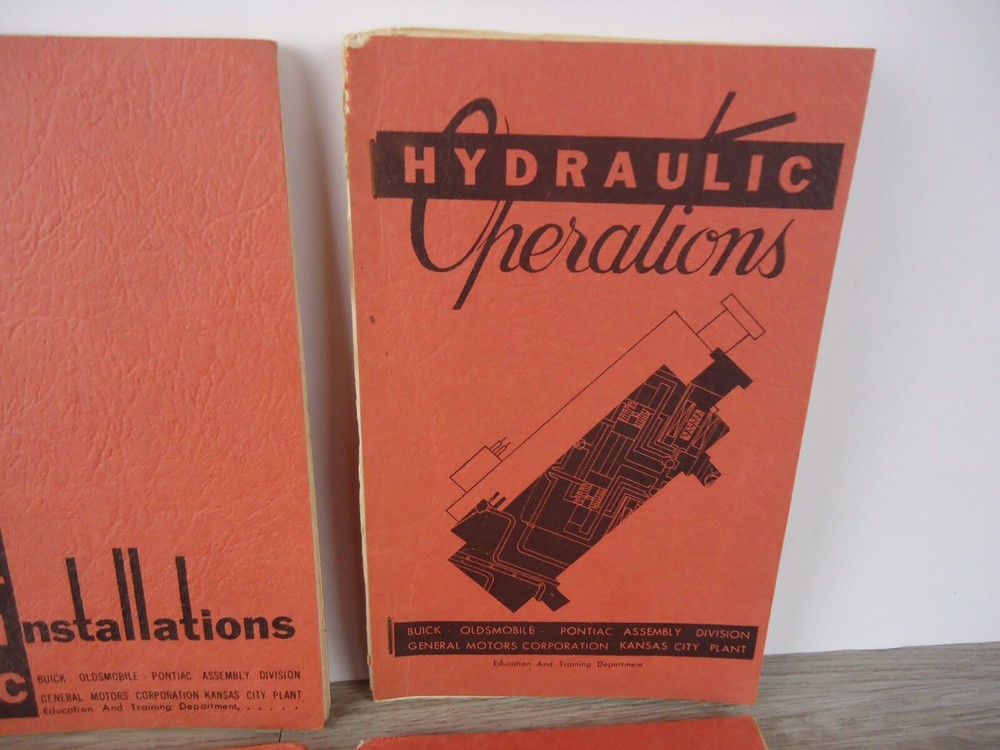 HYDRAULIC
Operations
BUICK - OLDSMOBILE - PONTIAC ASSEMBLY DIVISION
GENERAL MOTORS CORPORATION KANSAS CITY PLANT
Education And Training Department
nstallations
C
BUICK - OLDSMOBILE - PONTIAC ASSEMBLY DIVISION
GENERAL MOTORS CORPORATION KANSAS CITY PLANT
Education And Training Department. . . . . .